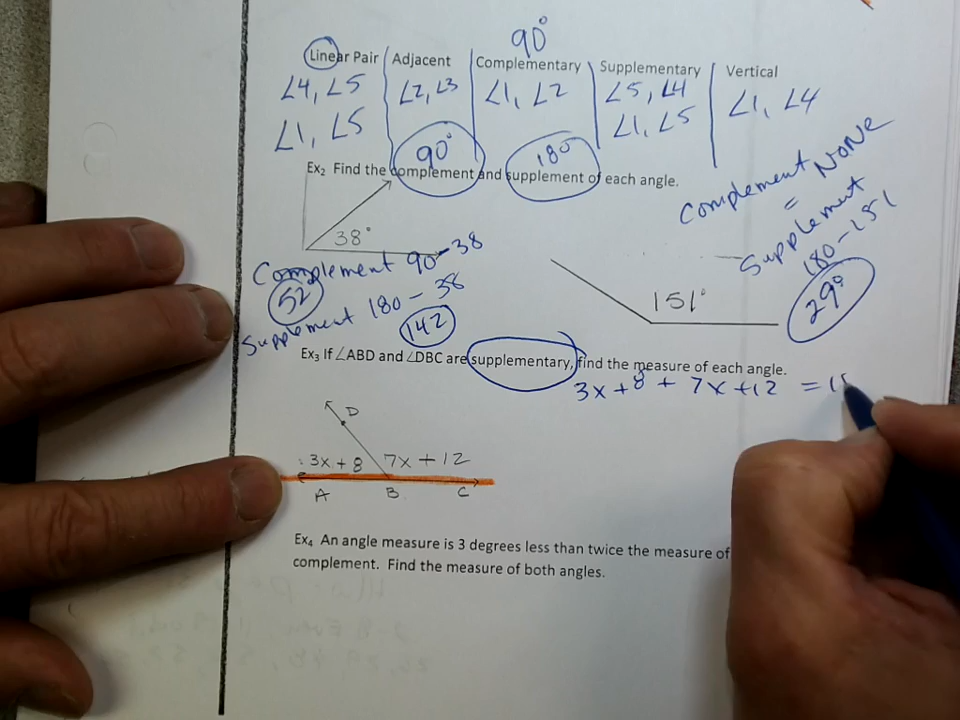 90°
Linear Pair Adjacent Complementary Supplementary Vertical
∠4, ∠5 ∠2, ∠3 ∠1, ∠2 ∠5, ∠4 ∠1, ∠4
∠1, ∠5 ∠1, ∠5
90° 180°
Ex2 Find the complement and supplement of each angle.
Complement = NONE
Supplement
180-151
29°
38°
Complement 90-38
52
Supplement 180-38
142
151°
Ex3 If ∠ABD and ∠DBC are supplementary, find the measure of each angle.
3x+8 + 7x+12 =
D
3x+8 7x+12
A B C
Ex4 An angle measure is 3 degrees less than twice the measure of
complement. Find the measure of both angles.